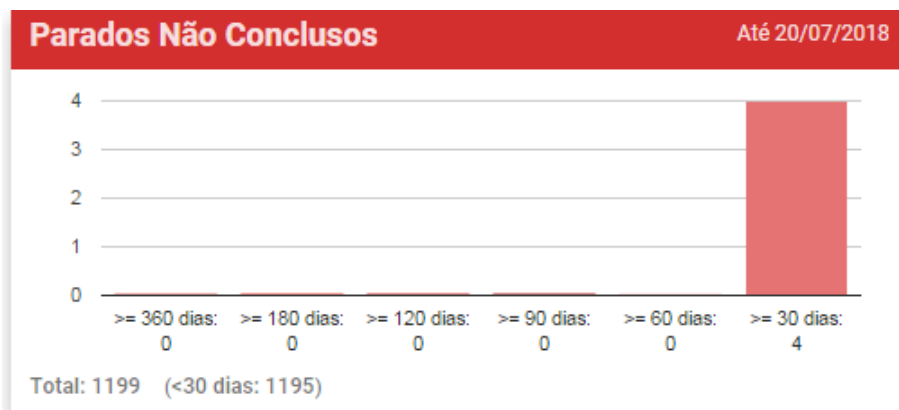 Parados Não Conclusos
Até 20/07/2018
4
3
2
1
0
>= 360 dias: >= 180 dias: >= 120 dias: >= 90 dias: >= 60 dias: >= 30 dias:
0 0 0 0 0 4
Total: 1199 (<30 dias: 1195)